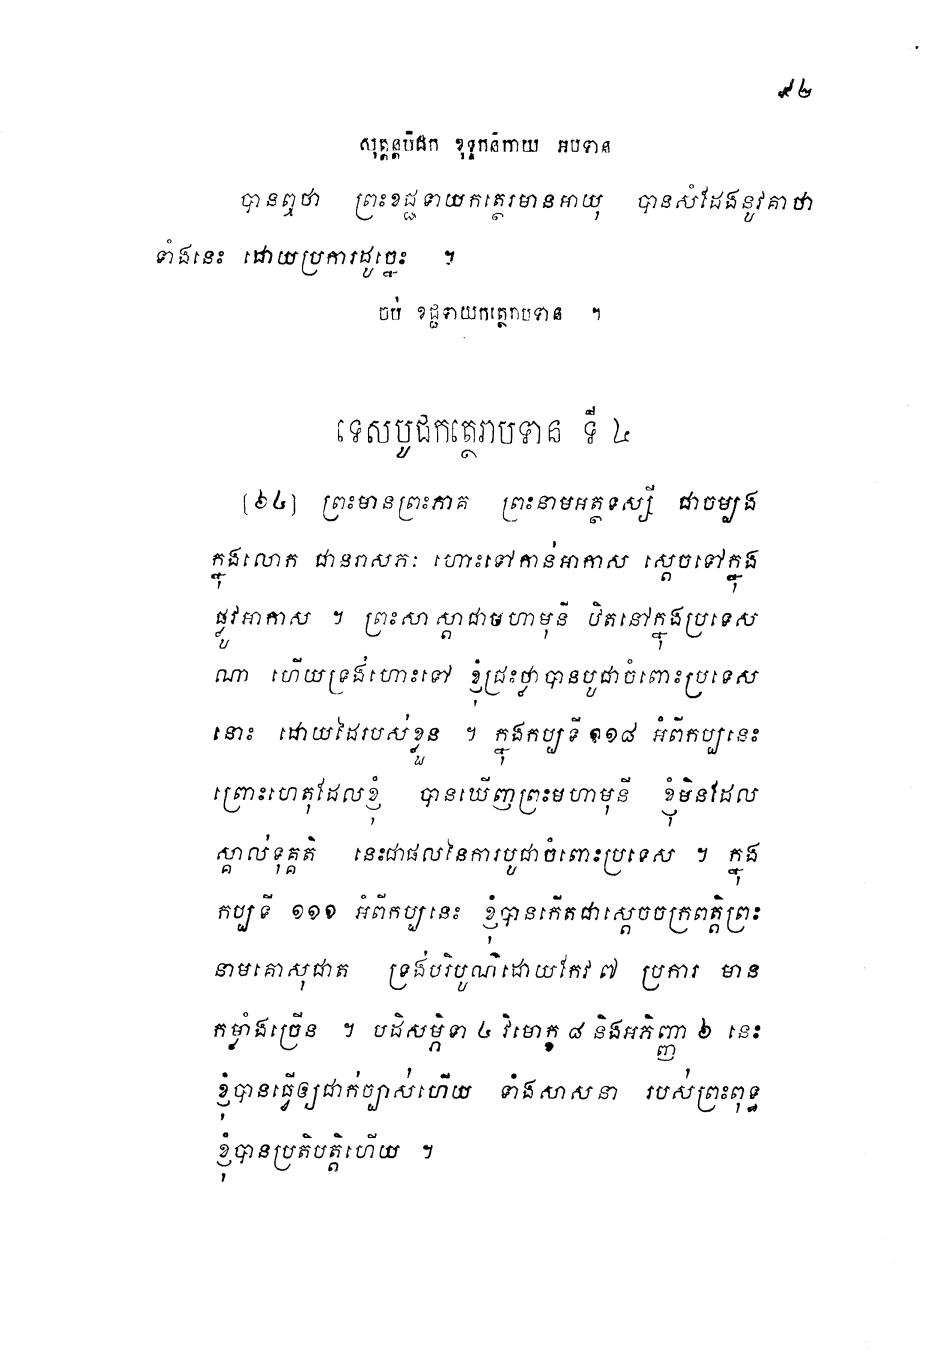 ៩២
សុត្តន្តបិដក ខុទ្ទកនិកាយ អបទាន
បានឮថា ព្រះខជ្ជទាយកត្ថេរមានអាយុ បានសំដែងនូវគាថា
ទាំងនេះ ដោយប្រការដូច្នេះ ។
ចប់ ខជ្ជទាយកត្ថេរាបទាន ។
ទេសបូជកត្ថេរាបទាន ទី ៤
[៦៤] ព្រះមានព្រះភាគ ព្រះនាមអត្ថទស្សី ជាចម្បង
ក្នុងលោក ជានរាសភៈ ហោះទៅកាន់អាកាស ស្តេចទៅក្នុង
ផ្លូវអាកាស ។ ព្រះសាស្តាជាមហាមុនី ឋិតនៅក្នុងប្រទេស
ណា ហើយទ្រង់ហោះទៅ ខ្ញុំជ្រះថ្លាបានបូជាចំពោះប្រទេស
នោះ ដោយដៃរបស់ខ្លួន ។ ក្នុងកប្បទី ១១៨ អំពីកប្បនេះ
ព្រោះហេតុដែលខ្ញុំ បានឃើញព្រះមហាមុនី ខ្ញុំមិនដែល
ស្គាល់ទុគ្គតិ នេះជាផលនៃការបូជាចំពោះប្រទេស ។ ក្នុង
កប្បទី ១១១ អំពីកប្បនេះ ខ្ញុំបានកើតជាស្តេចចក្រពត្តិព្រះ
នាមគោសុជាត ទ្រង់បរិបូណ៌ដោយកែវ ៧ ប្រការ មាន
កម្លាំងច្រើន ។ បដិសម្ភិទា ៤ វិមោក្ខ ៨ និងអភិញ្ញា ៦ នេះ
ខ្ញុំបានធ្វើឲ្យជាក់ច្បាស់ហើយ ទាំងសាសនា របស់ព្រះពុទ្ធ
ខ្ញុំបានប្រតិបត្តិហើយ ។